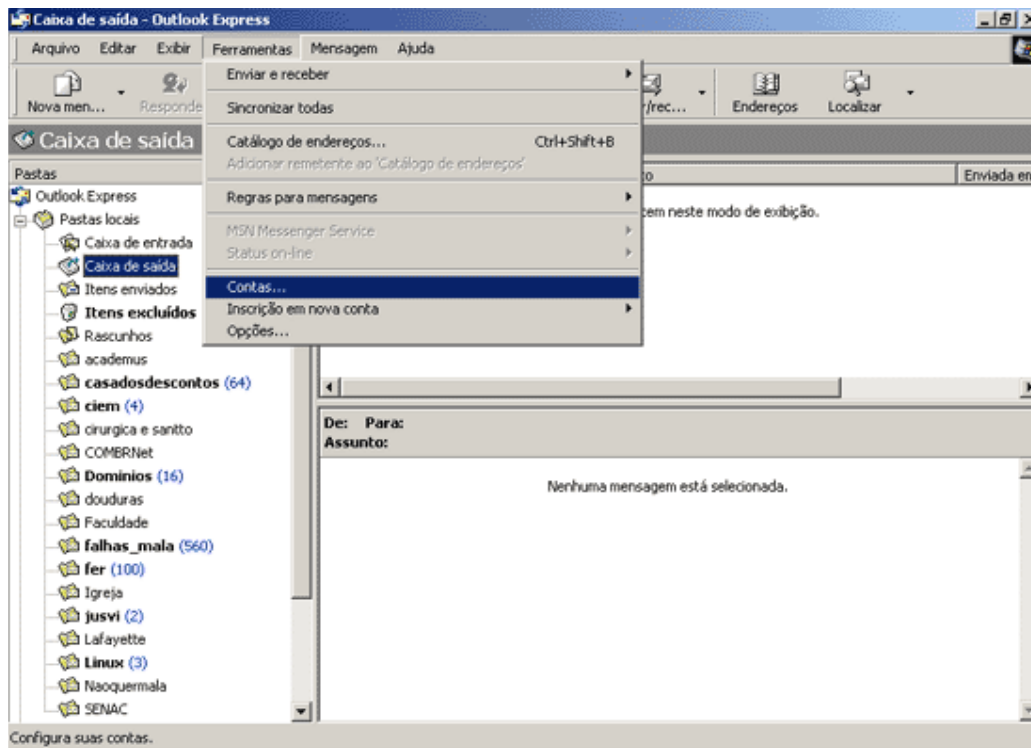 Caixa de saída - Outlook Express
Arquivo Editar Exibir Ferramentas Mensagem Ajuda
Nova men... Responde /rec... Endereços Localizar
Caixa de saída
Enviar e receber
Sincronizar todas
Catálogo de endereços... Ctrl+Shift+B
Adicionar remetente ao 'Catálogo de endereços'
Regras para mensagens
MSN Messenger Service
Status on-line
Contas...
Inscrição em nova conta
Opções...
Pastas
Outlook Express
Pastas locais
Caixa de entrada
Caixa de saída
Itens enviados
Itens excluídos
Rascunhos
academus
casadosdescontos (64)
ciem (4)
cirurgica e santto
COMBRNet
Dominios (16)
douduras
Faculdade
falhas_mala (560)
fer (100)
Igreja
jusvi (2)
Lafayette
Linux (3)
Naoquermala
SENAC
to Enviada em
cem neste modo de exibição.
De: Para:
Assunto:
Nenhuma mensagem está selecionada.
Configura suas contas.